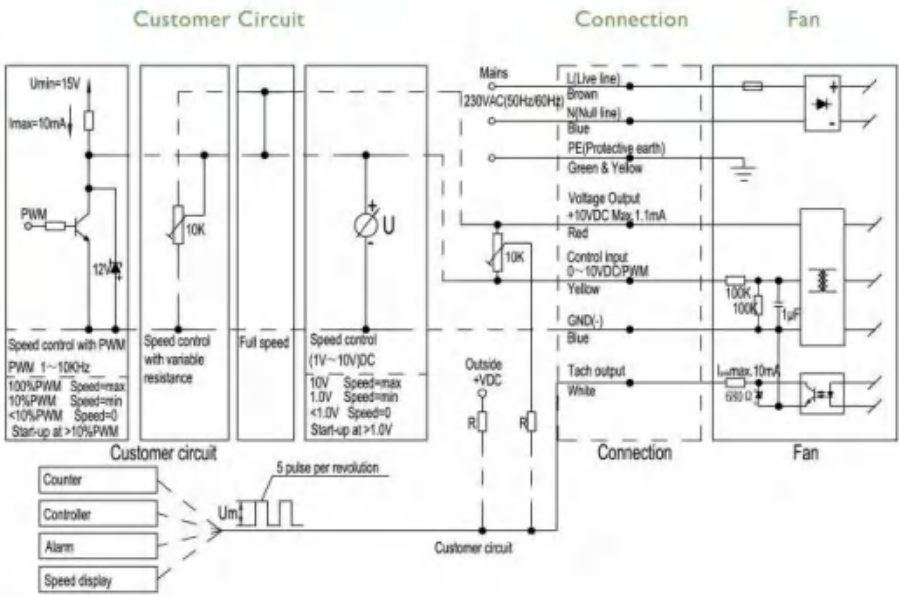 Customer Circuit
Connection
Fan
Umin=15V
Imax=10mA
PWM
12V
Speed control with PWM
PWM 1~10KHz
100%PWM Speed=max
10%PWM Speed=min
<10%PWM Speed=0
Start-up at >10%PWM
10K
Speed control
with variable
resistance
Full speed
+
U
-
Speed control
(1V~10V)DC
10V Speed=max
1.0V Speed=min
<1.0V Speed=0
Start-up at >1.0V
Mains
230VAC(50Hz/60Hz)
10K
Outside
+VDC
R
R
L(Live line)
Brown
N(Null line)
Blue
PE(Protective earth)
Green & Yellow
Voltage Output
+10VDC Max.1.1mA
Red
Control input
0~10VDC/PWM
Yellow
GND(-)
Blue
Tach output
White
+
-
100K
100K
1μF
max.10mA
680Ω
Customer circuit
Connection
Fan
Counter
Controller
Alarm
Speed display
Um
5 pulse per revolution
Customer circuit